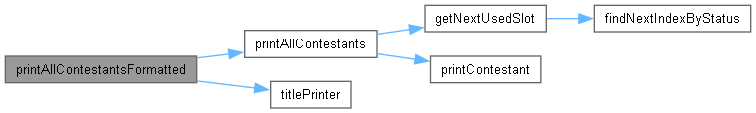 printAllContestantsFormatted
printAllContestants
titlePrinter
getNextUsedSlot
printContestant
findNextIndexByStatus